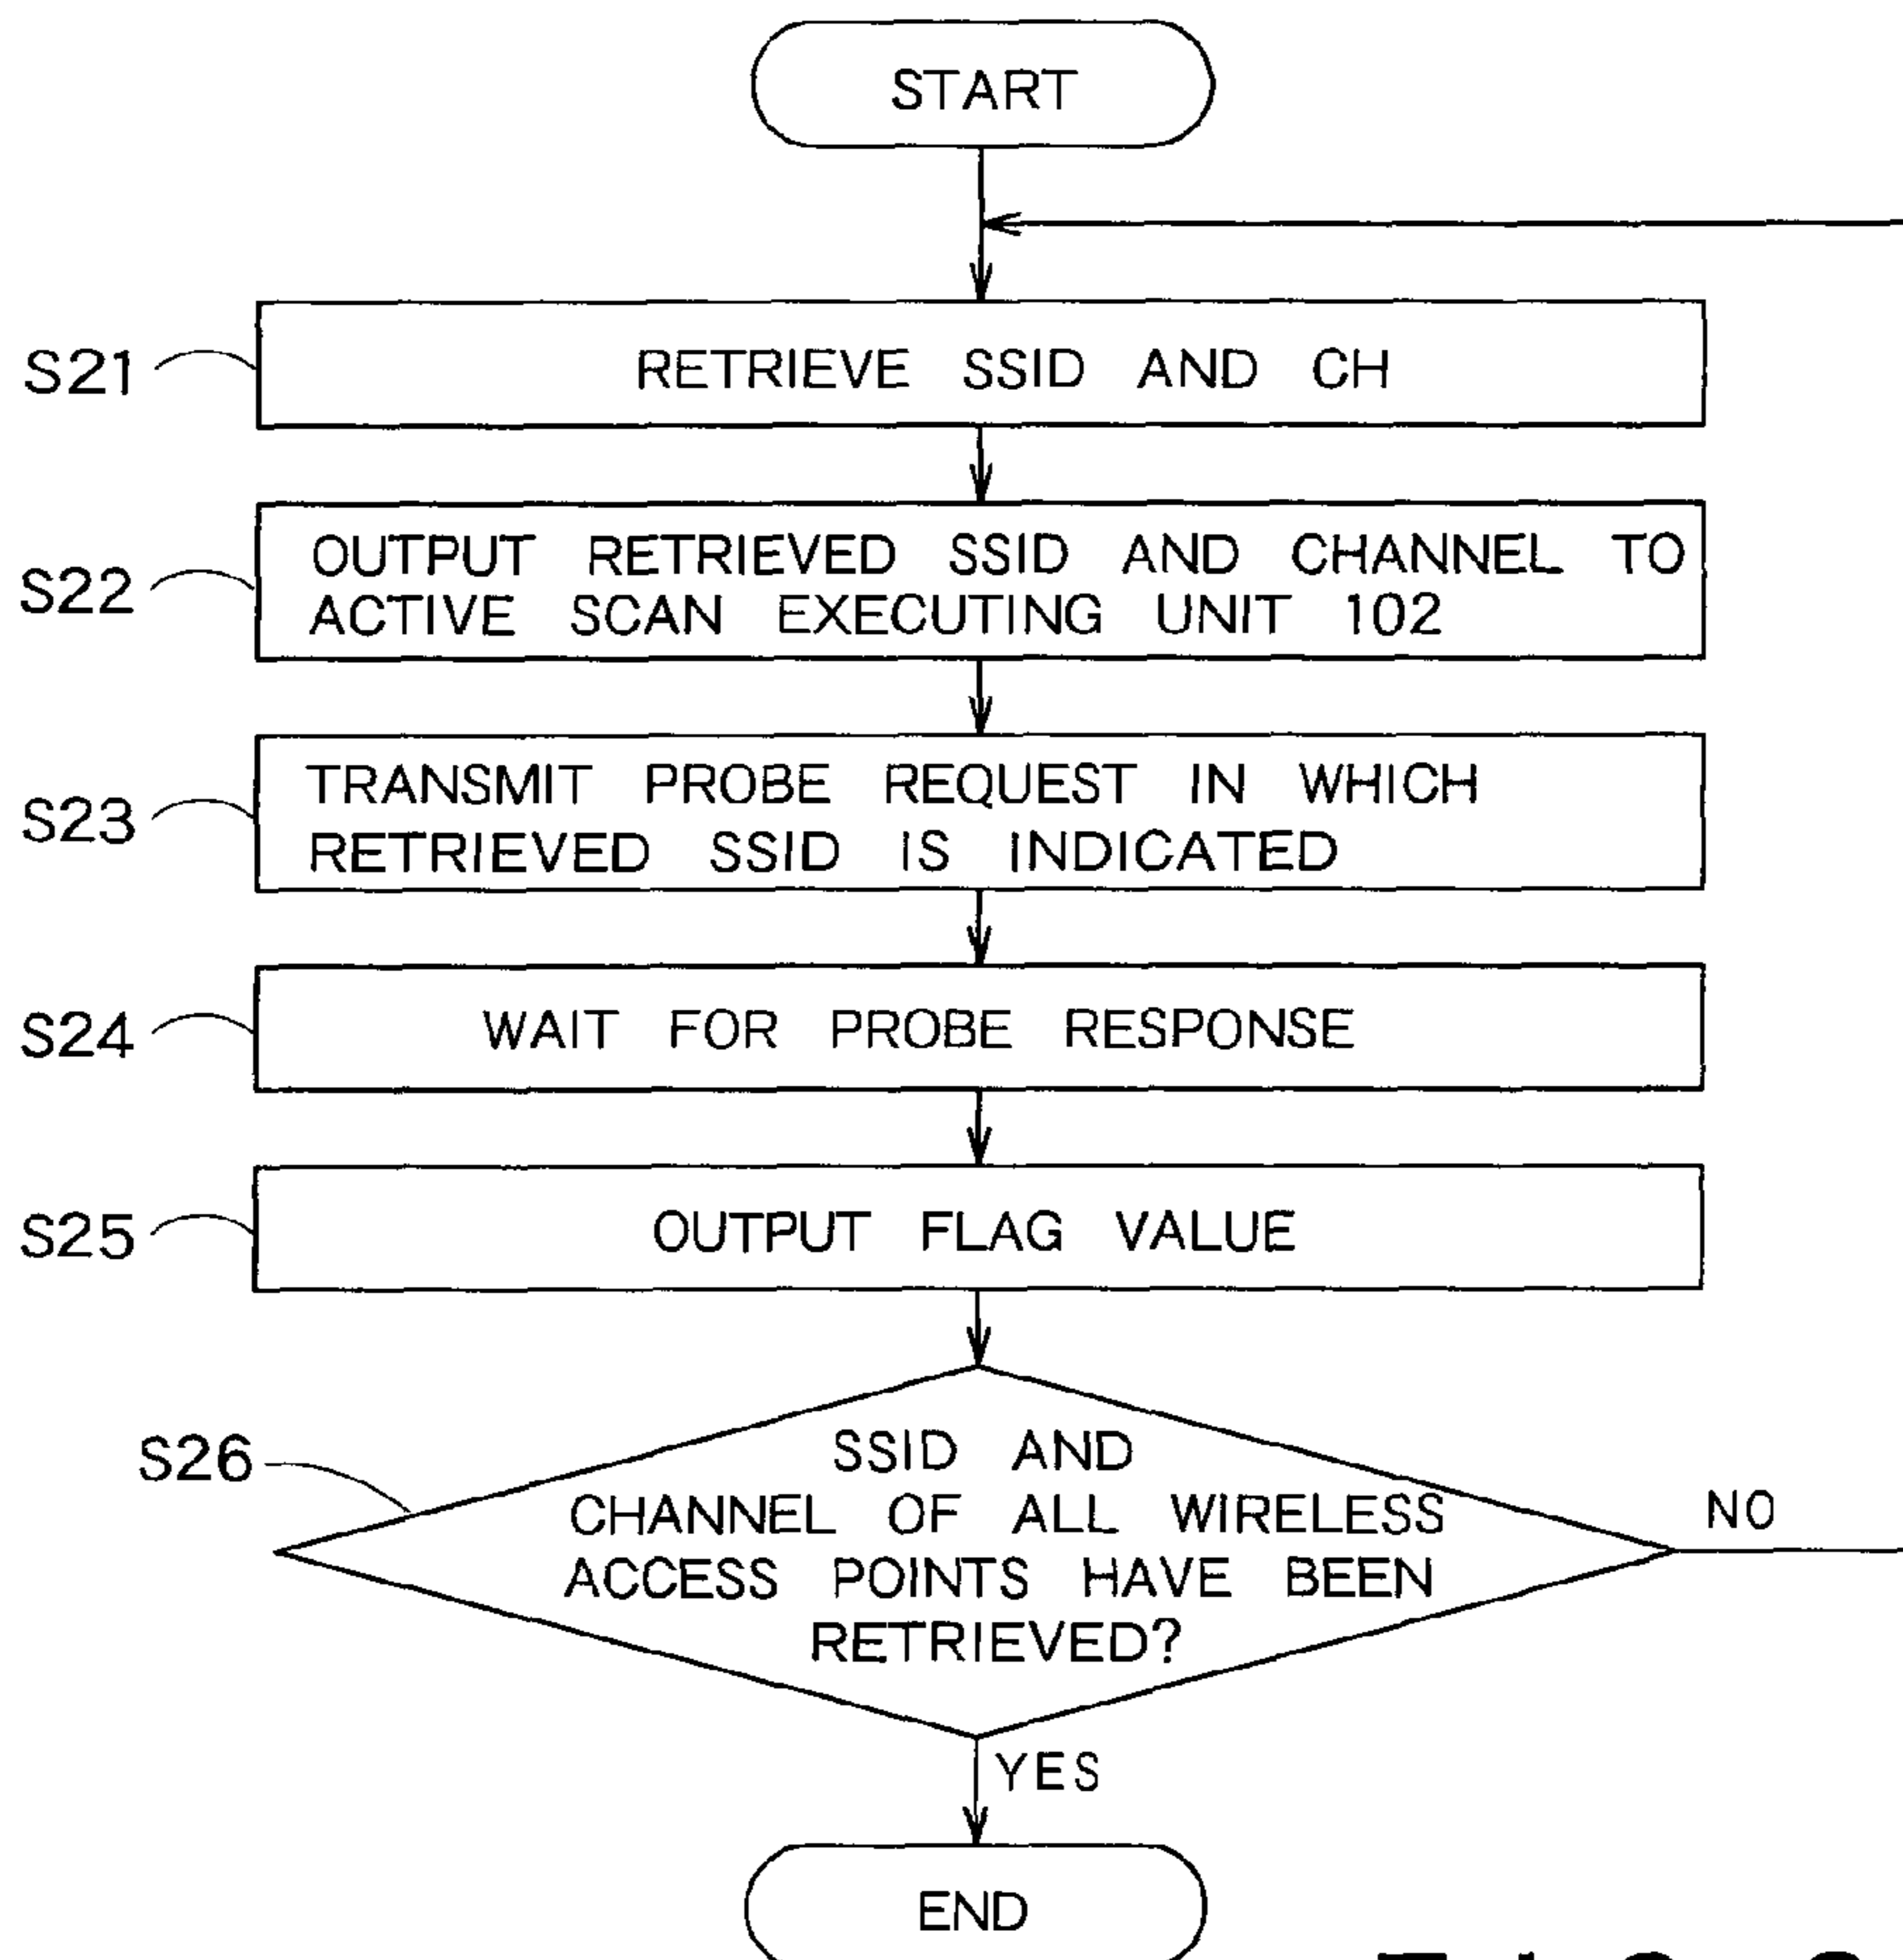 START
S21
RETRIEVE SSID AND CH
S22
OUTPUT RETRIEVED SSID AND CHANNEL TO
ACTIVE SCAN EXECUTING UNIT 102
S23
TRANSMIT PROBE REQUEST IN WHICH
RETRIEVED SSID IS INDICATED
S24
WAIT FOR PROBE RESPONSE
S25
OUTPUT FLAG VALUE
S26
SSID AND
CHANNEL OF ALL WIRELESS
ACCESS POINTS HAVE BEEN
RETRIEVED?
NO
YES
END